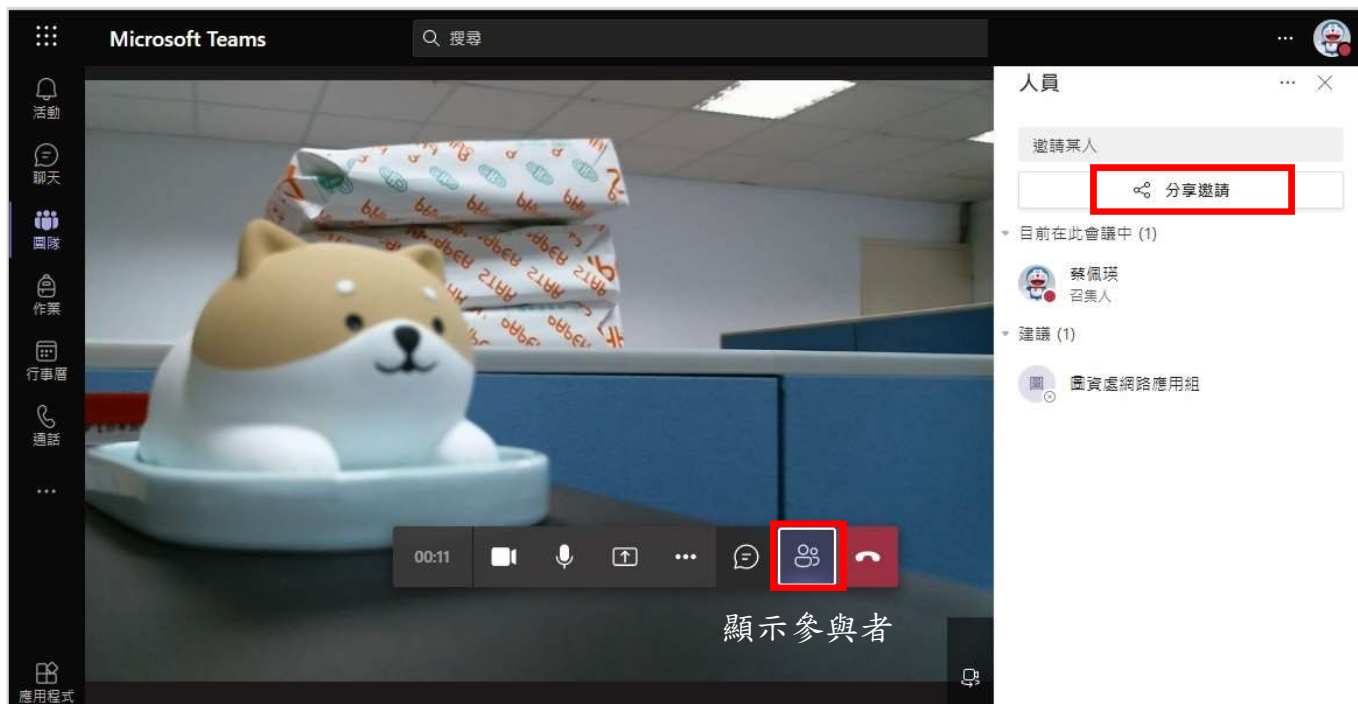 Microsoft Teams
搜尋
活動
聊天
團隊
作業
行事曆
通話
應用程式
00:11
顯示參與者
人員
邀請某人
分享邀請
目前在此會議中 (1)
蔡佩瑛
召集人
建議 (1)
圖
圖資處網路應用組